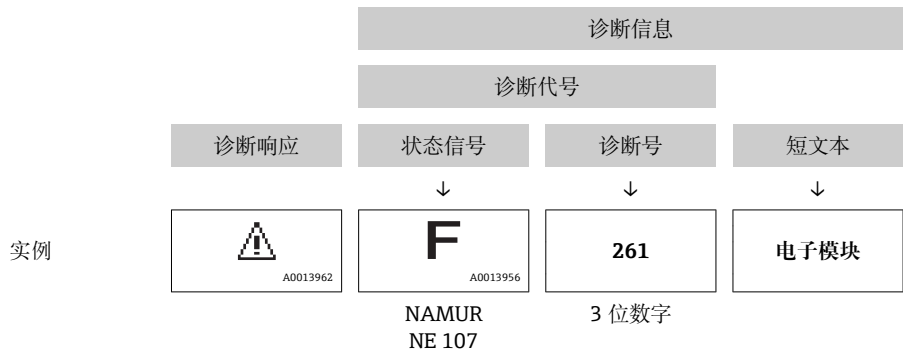 诊断信息
诊断代号
诊断响应 状态信号 诊断号 短文本
↓ ↓ ↓
实例 A0013962 F A0013956 261 电子模块
NAMUR 3 位数字
NE 107